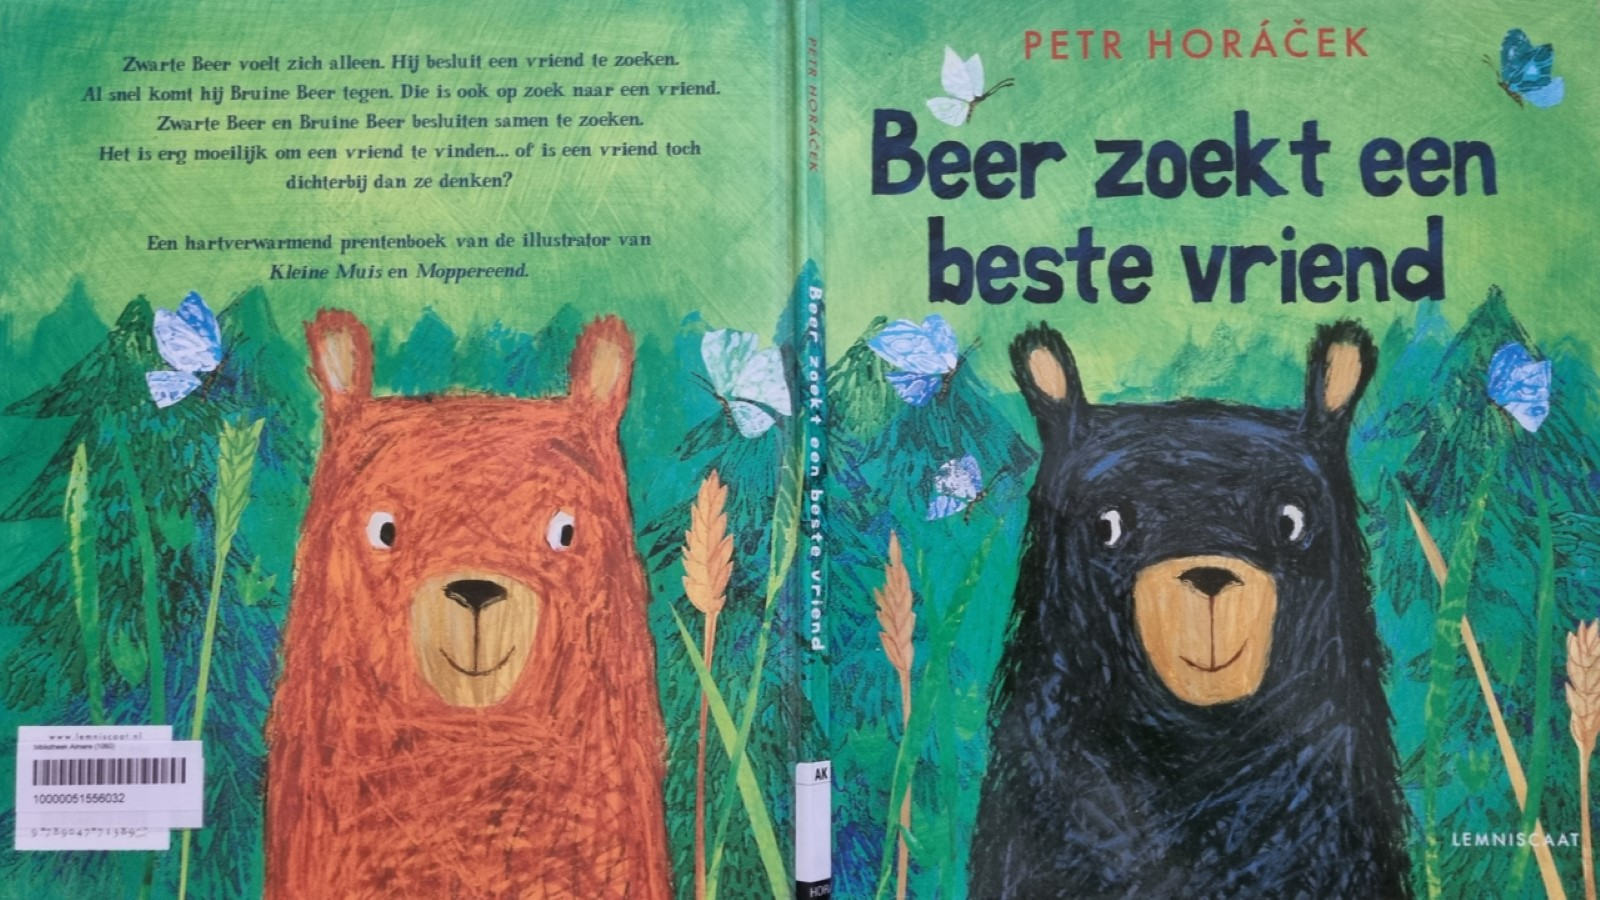 Zwarte Beer voelt zich alleen. Hij besluit een vriend te zoeken.
Al snel komt hij Bruine Beer tegen. Die is ook op zoek naar een vriend.
Zwarte Beer en Bruine Beer besluiten samen te zoeken.
Het is erg moeilijk om een vriend te vinden... of is een vriend toch
dichterbij dan ze denken?
Een hartverwarmend prentenboek van de illustrator van
Kleine Muis en Moppereend.
www.lemniscaat.nl
bibliotheek Almere (1060)
10000051556032
PETR HORÁČEK
Beer zoekt een beste vriend
AK
PETR HORÁČEK
Beer zoekt een
beste vriend
LEMNISCAAT